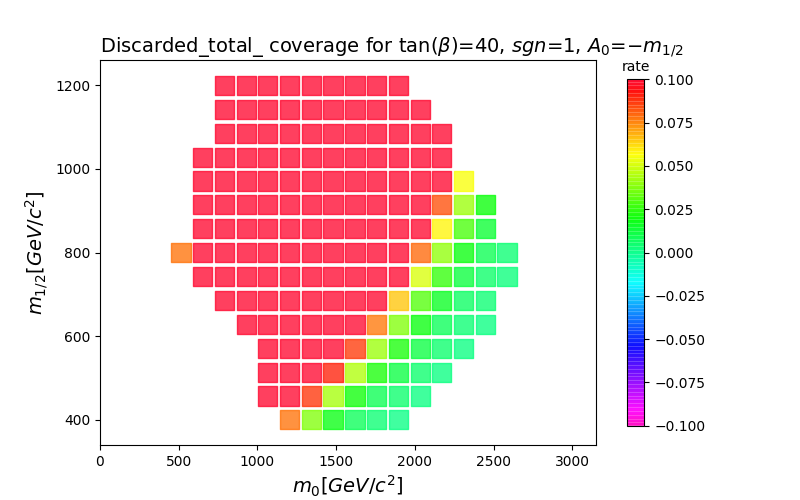 Discarded_total_ coverage for tan(β)=40, sgn=1, A₀=−m₁/₂
rate
0.100
0.075
0.050
0.025
0.000
−0.025
−0.050
−0.075
−0.100
1200
1000
800
600
400
m₁/₂[GeV/c²]
0 500 1000 1500 2000 2500 3000
m₀[GeV/c²]